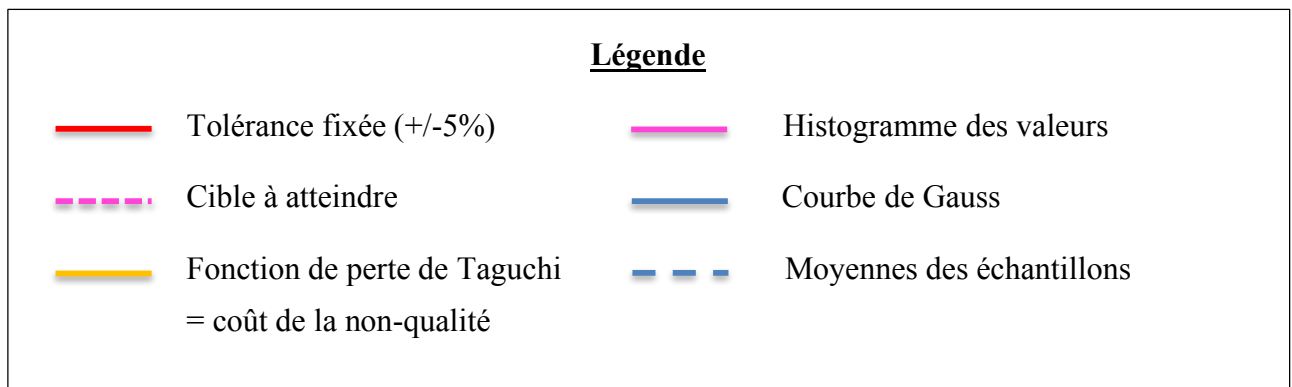 Légende
Tolérance fixée (+/-5%)
Histogramme des valeurs
Cible à atteindre
Courbe de Gauss
Fonction de perte de Taguchi
= coût de la non-qualité
Moyennes des échantillons